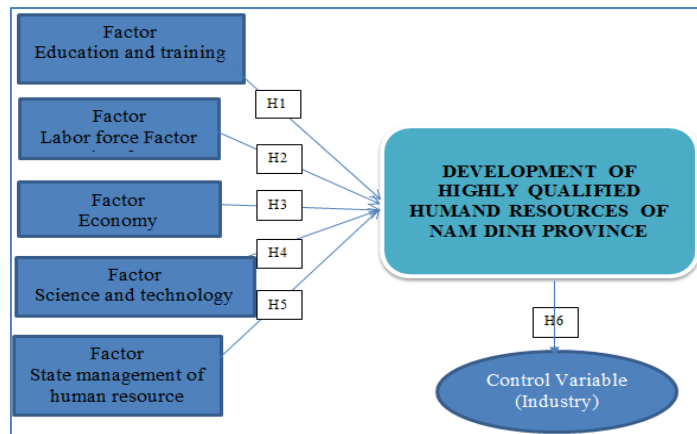 Factor
Education and training
H1
Factor
Labor force Factor
H2
Factor
Economy
H3
Factor
Science and technology
H4
Factor
State management of
human resource
H5
DEVELOPMENT OF
HIGHLY QUALIFIED
HUMAND RESOURCES OF
NAM DINH PROVINCE
H6
Control Variable
(Industry)